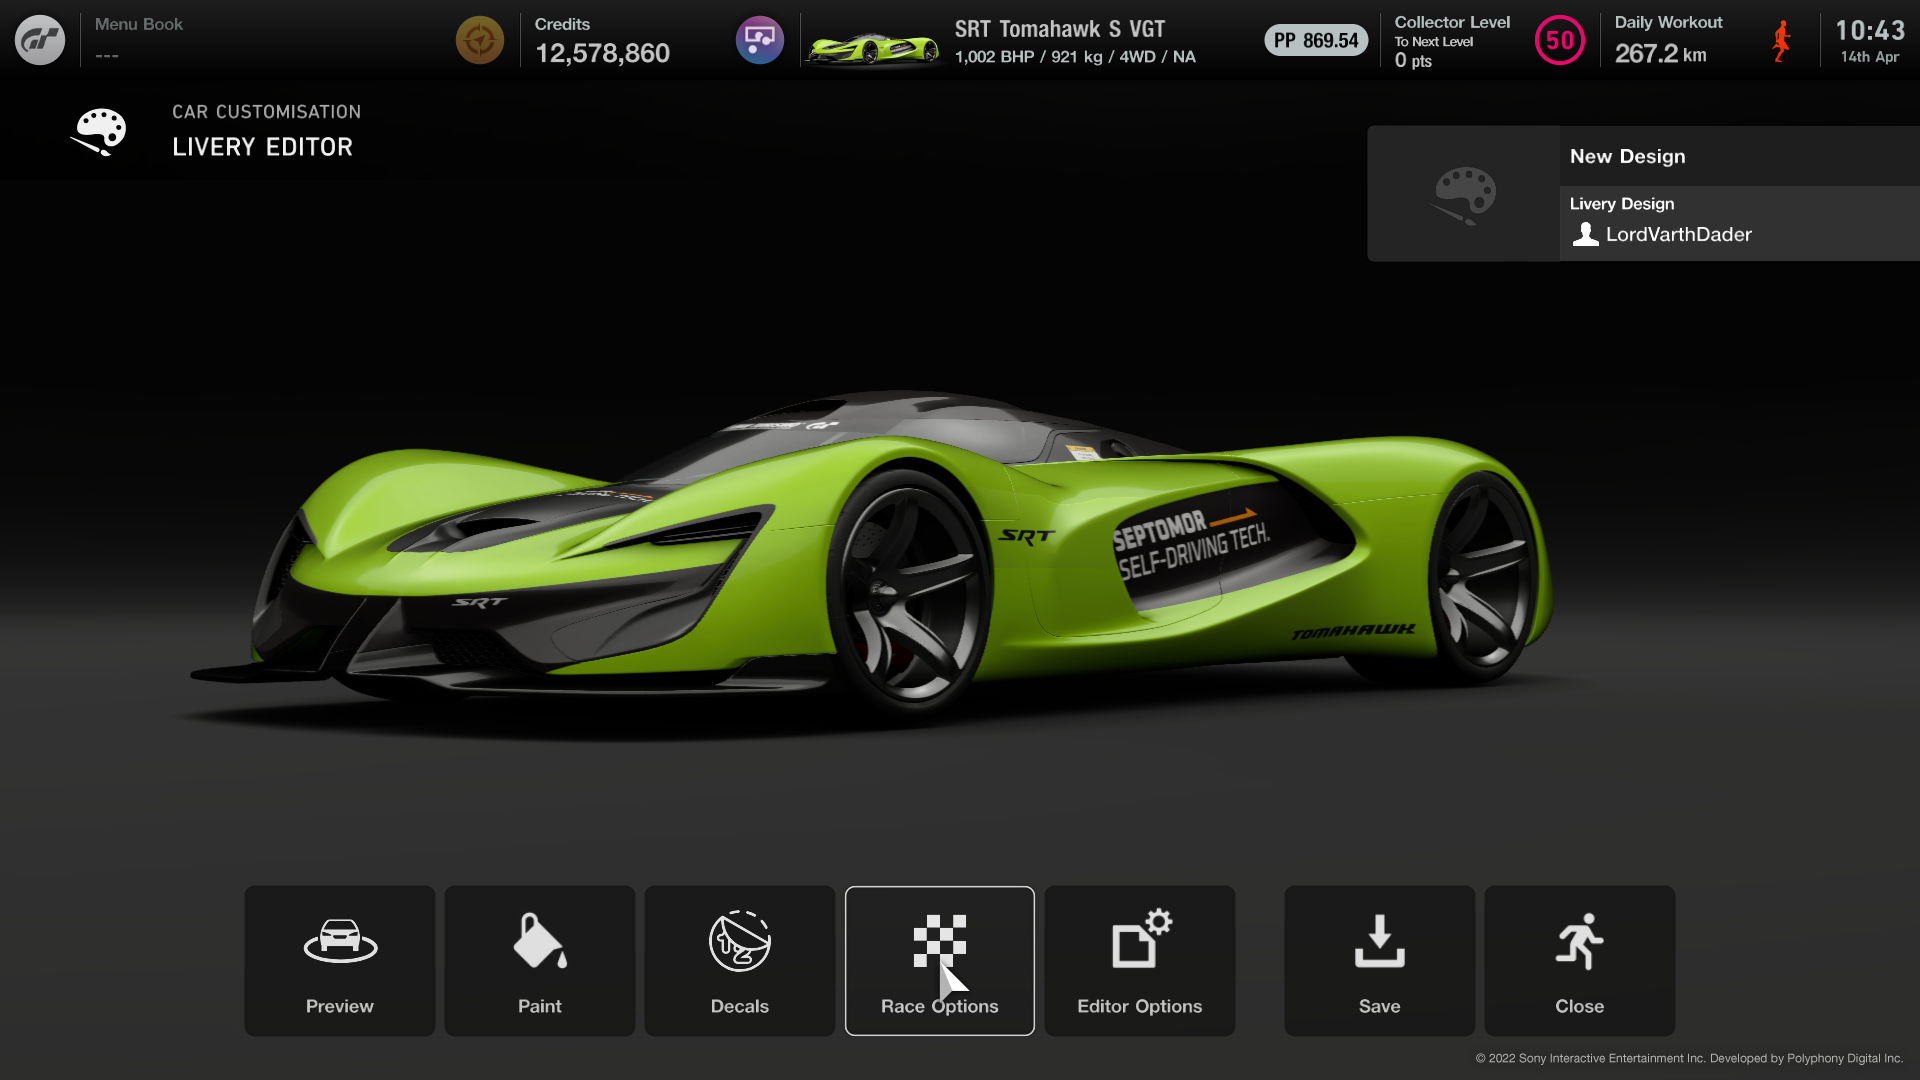 Menu Book
---
Credits
12,578,860
SRT Tomahawk S VGT
1,002 BHP / 921 kg / 4WD / NA
PP 869.54
Collector Level
To Next Level
0 pts
50
Daily Workout
267.2 km
10:43
14th Apr
CAR CUSTOMISATION
LIVERY EDITOR
New Design
Livery Design
LordVarthDader
SRT
SEPTOMOR
SELF-DRIVING TECH.
SRT
TOMAHAWK
Preview
Paint
Decals
Race Options
Editor Options
Save
Close
© 2022 Sony Interactive Entertainment Inc. Developed by Polyphony Digital Inc.